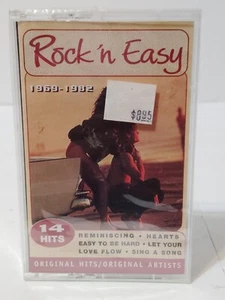 Rock 'n Easy
1969-1982
$8.95
14
HITS
REMINISCING • HEARTS
EASY TO BE HARD • LET YOUR
LOVE FLOW • SING A SONG
ORIGINAL HITS/ORIGINAL ARTISTS